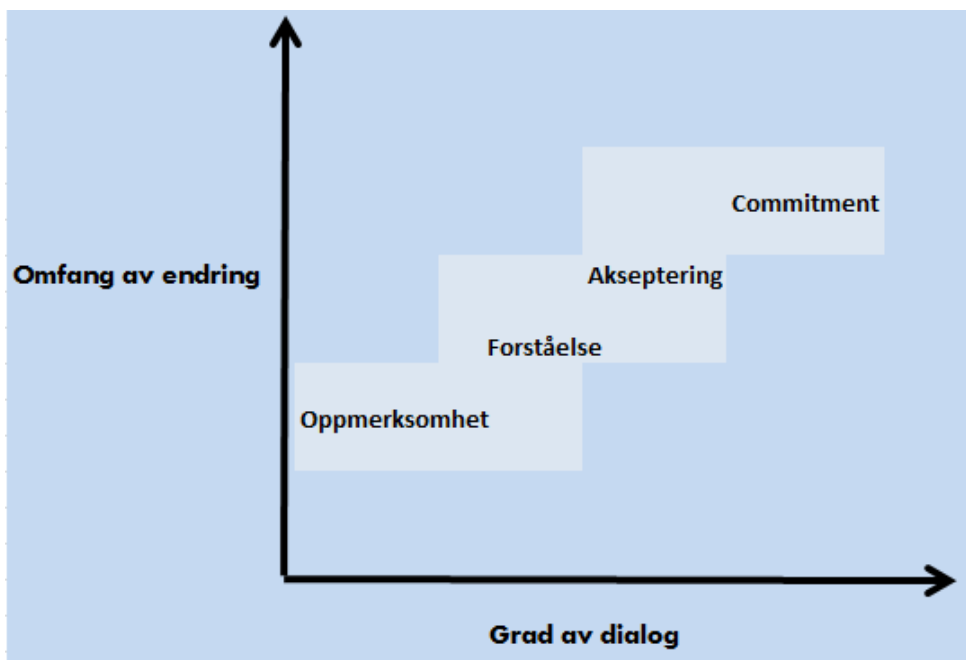 Commitment
Omfang av endring
Akseptering
Forståelse
Oppmerksomhet
Grad av dialog